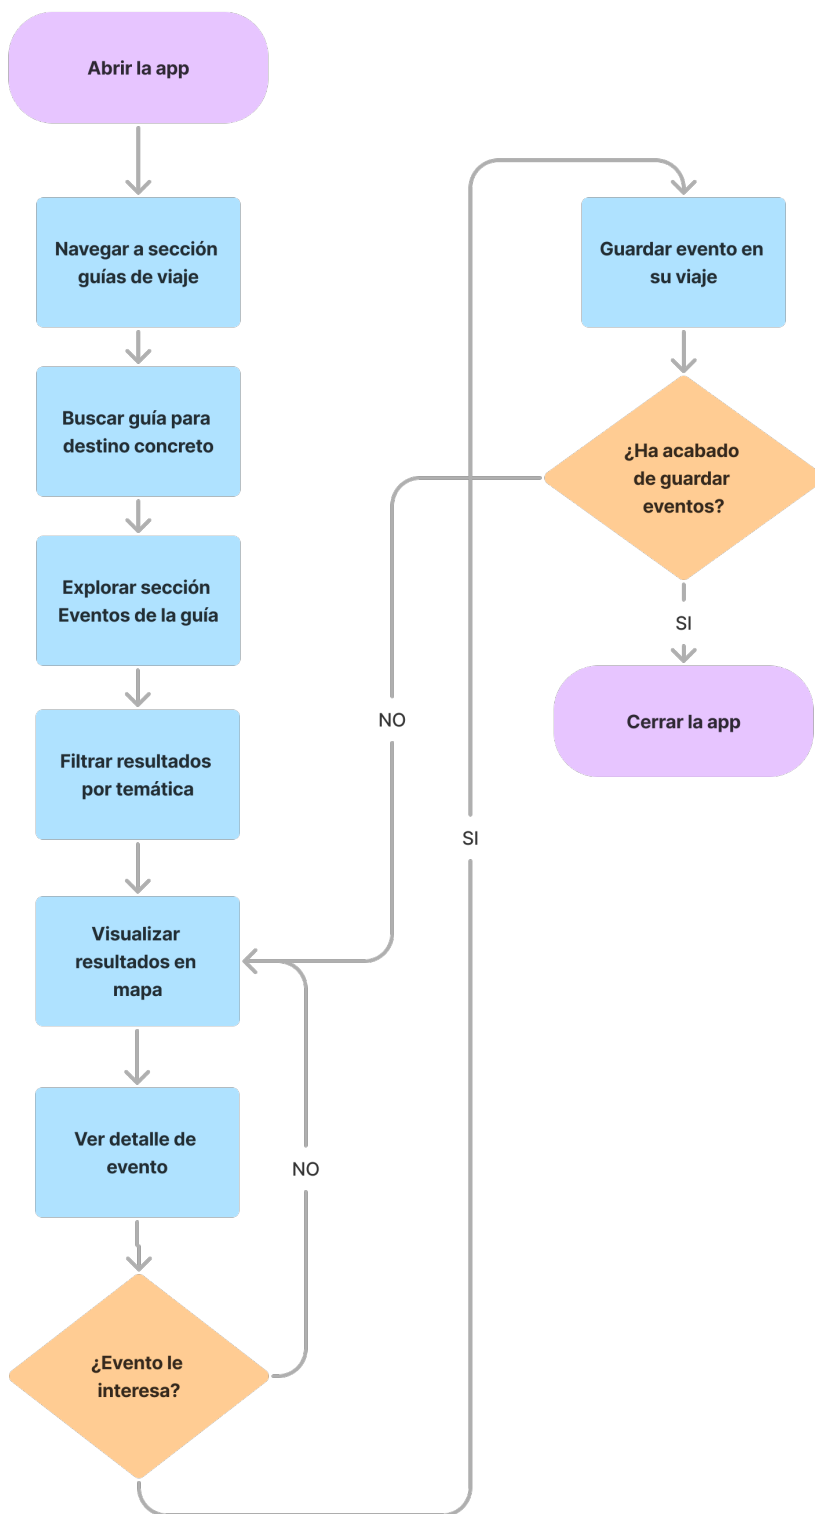 Abrir la app
Navegar a sección
guías de viaje
Buscar guía para
destino concreto
Explorar sección
Eventos de la guía
Filtrar resultados
por temática
Visualizar
resultados en
mapa
Ver detalle de
evento
NO
¿Evento le
interesa?
SI
Guardar evento en
su viaje
¿Ha acabado
de guardar
eventos?
NO
SI
Cerrar la app